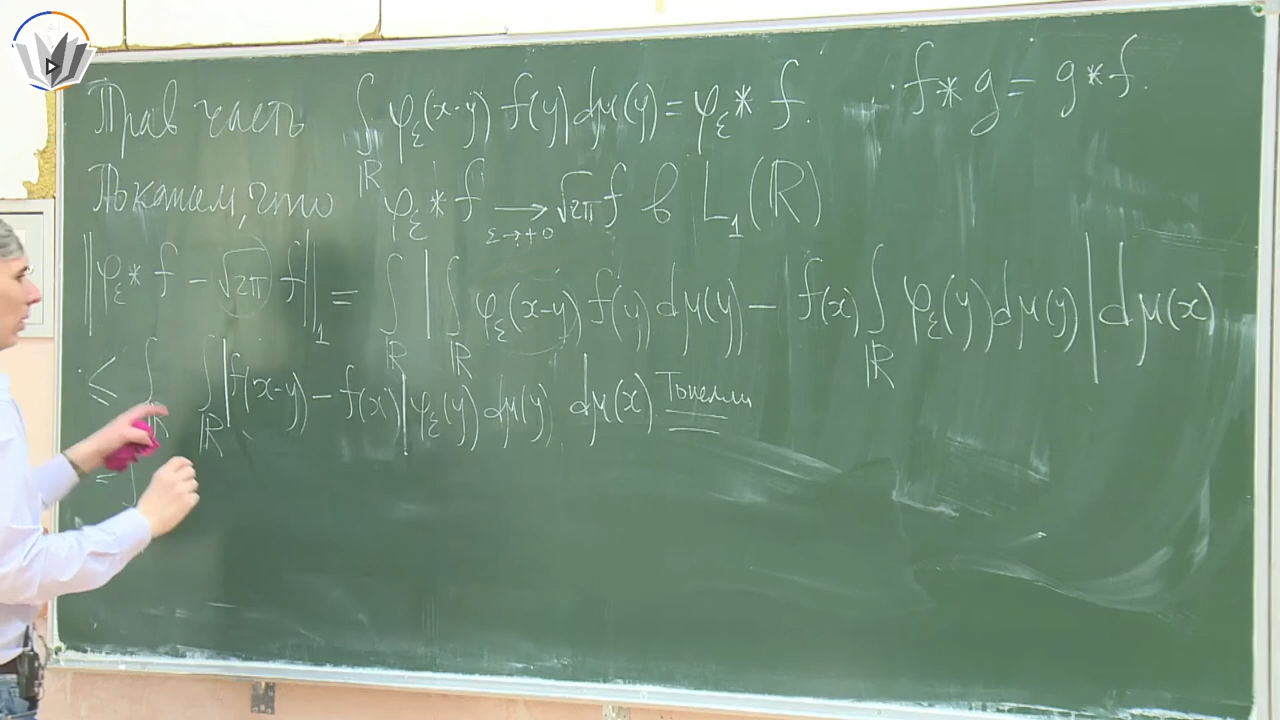 Прав часть ∫_ℝ φ_ε(x-y) f(y) dμ(y) = φ_ε * f. f * g = g * f.
Покажем, что φ_ε * f →_{ε→+0} √2π f в L_1(ℝ)
‖φ_ε * f - √2π f‖_1 = ∫_ℝ | ∫_ℝ φ_ε(x-y) f(y) dμ(y) - f(x) ∫_ℝ φ_ε(y) dμ(y) | dμ(x)
≤ ∫_ℝ ∫_ℝ |f(x-y) - f(x)| φ_ε(y) dμ(y) dμ(x) Тонелли
= ∫